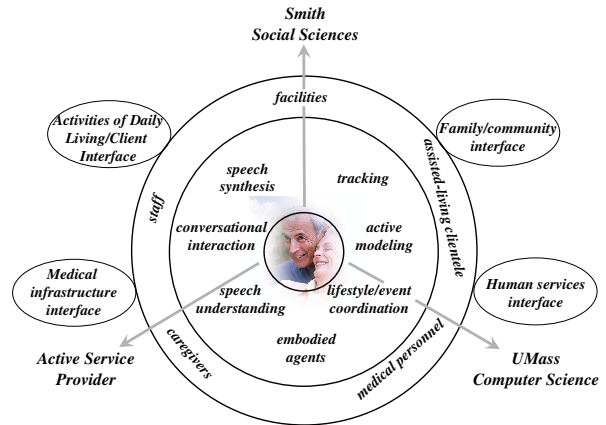 Smith
Social Sciences
facilities
Activities of Daily
Living/Client
Interface
Family/community
interface
speech
synthesis
tracking
staff
assisted-living clientele
conversational
interaction
active
modeling
Medical
infrastructure
interface
speech
understanding
lifestyle/event
coordination
Human services
interface
embodied
agents
caregivers
medical personnel
Active Service
Provider
UMass
Computer Science